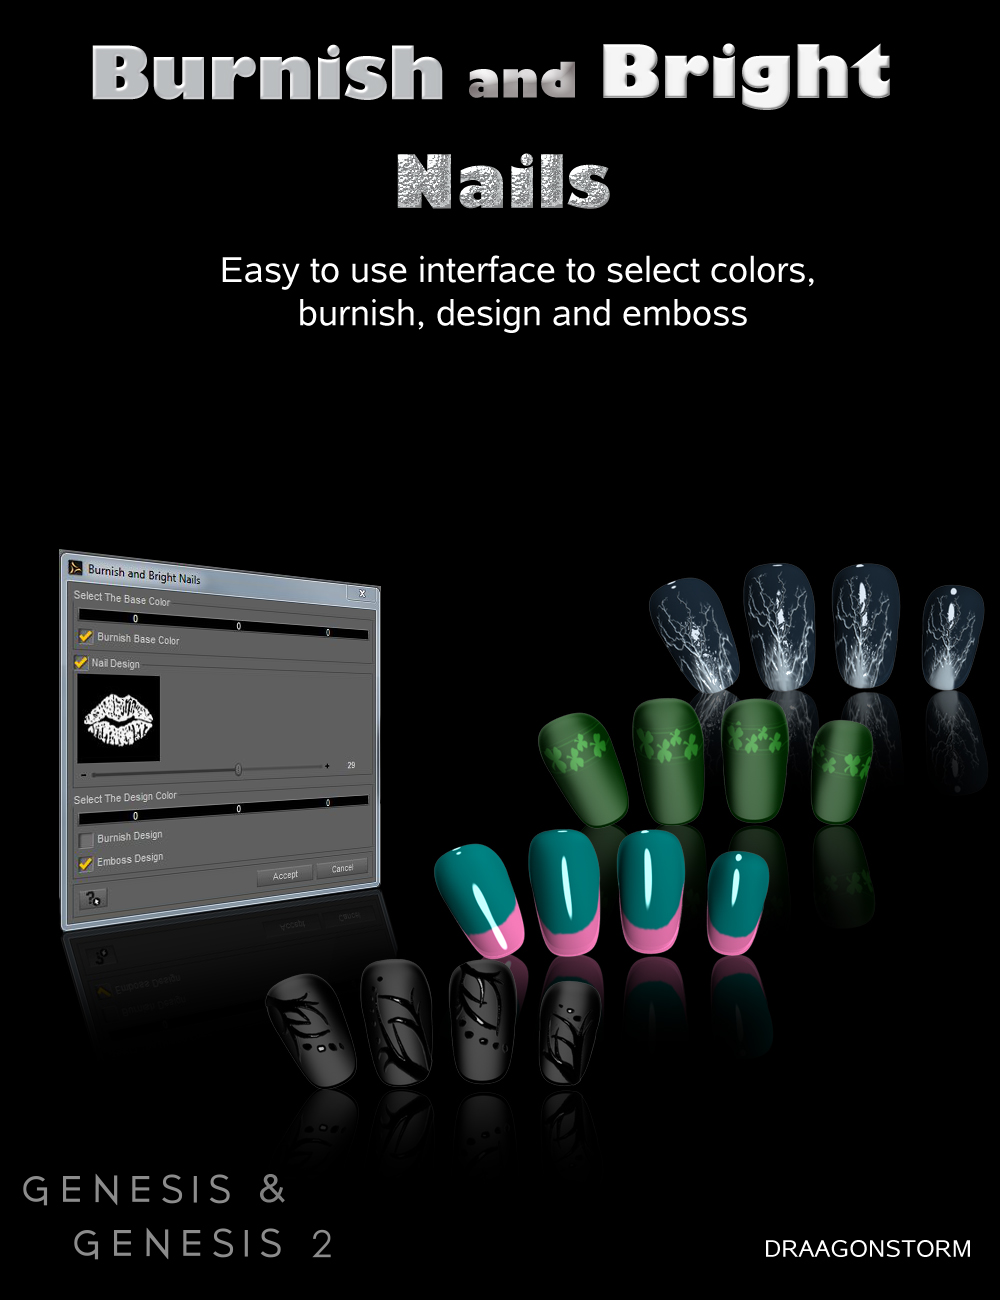 Burnish and Bright
Nails
Easy to use interface to select colors,
burnish, design and emboss
Burnish and Bright Nails
x
Select The Base Color
0 0 0
Burnish Base Color
Nail Design
- + 29
Select The Design Color
0 0 0
Burnish Design
Emboss Design
Accept Cancel
?
GENESIS &
GENESIS 2
DRAAGONSTORM